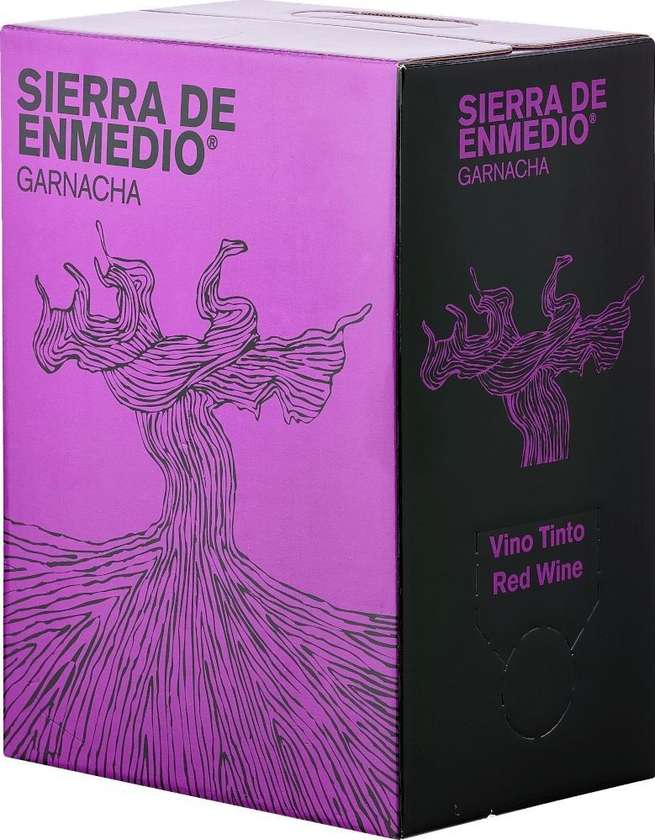 SIERRA DE
ENMEDIO®
GARNACHA
SIERRA DE
ENMEDIO®
GARNACHA
Vino Tinto
Red Wine